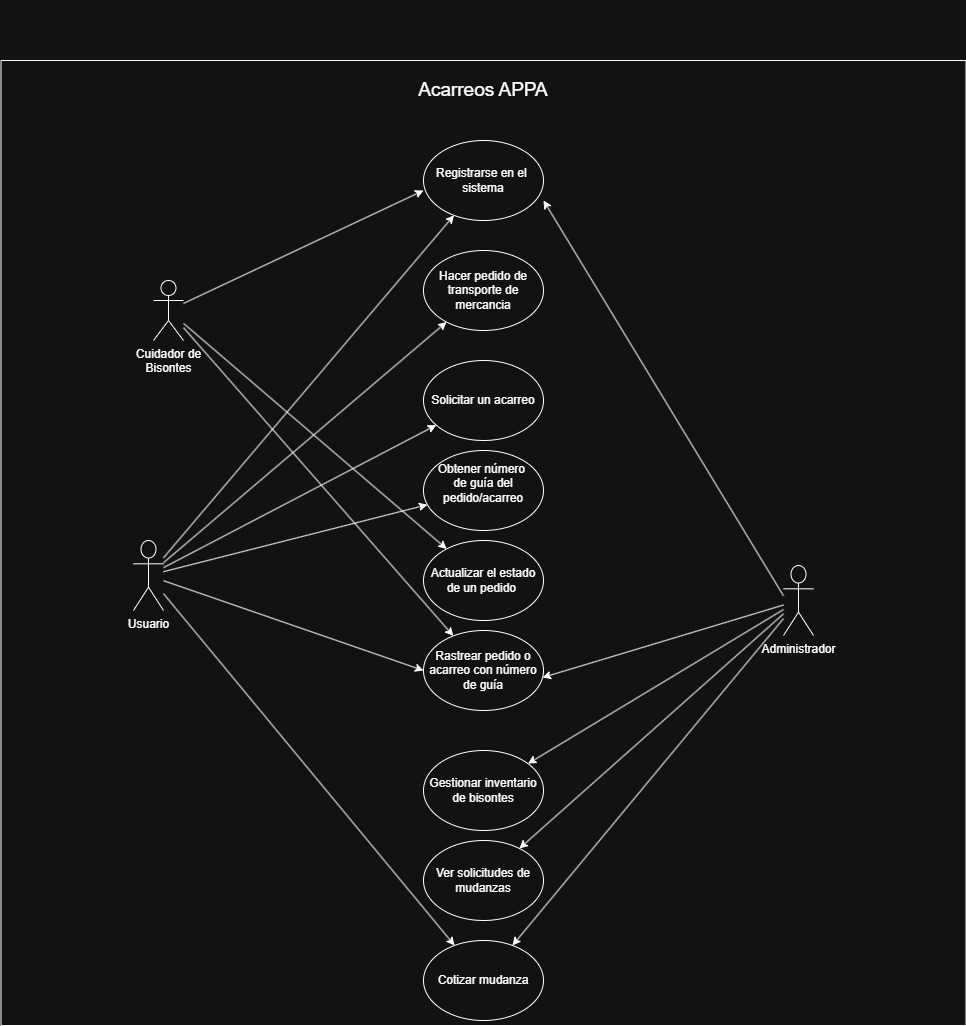 Acarreos APPA
Registrarse en el
sistema
Hacer pedido de
transporte de
mercancia
Cuidador de
Bisontes
Solicitar un acarreo
Obtener número
de guía del
pedido/acarreo
Actualizar el estado
de un pedido
Usuario
Administrador
Rastrear pedido o
acarreo con número
de guía
Gestionar inventario
de bisontes
Ver solicitudes de
mudanzas
Cotizar mudanza